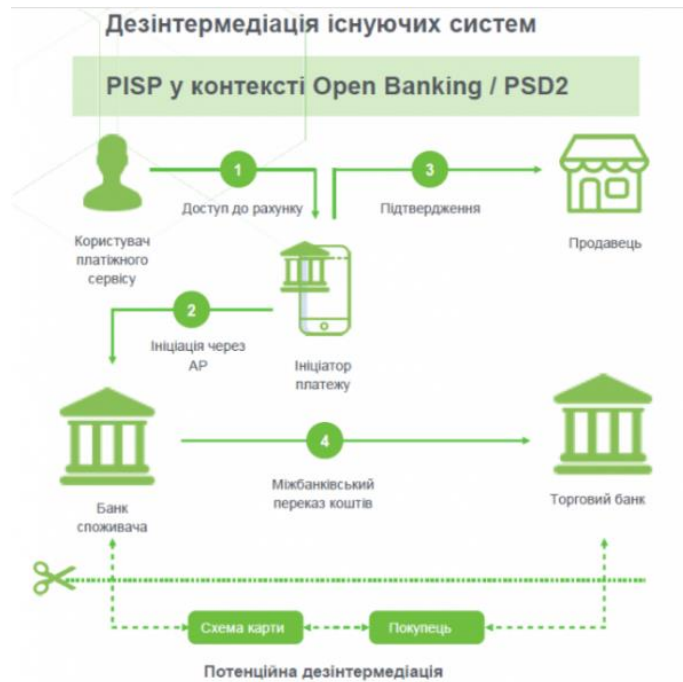 Дезінтермедіація існуючих систем
PISP у контексті Open Banking / PSD2
1
3
Доступ до рахунку
Підтвердження
Користувач
платіжного
сервісу
Продавець
2
Ініціація через
АР
Ініціатор
платежу
4
Міжбанківський
переказ коштів
Банк
споживача
Торговий банк
Схема карти
Покупець
Потенційна дезінтермедіація